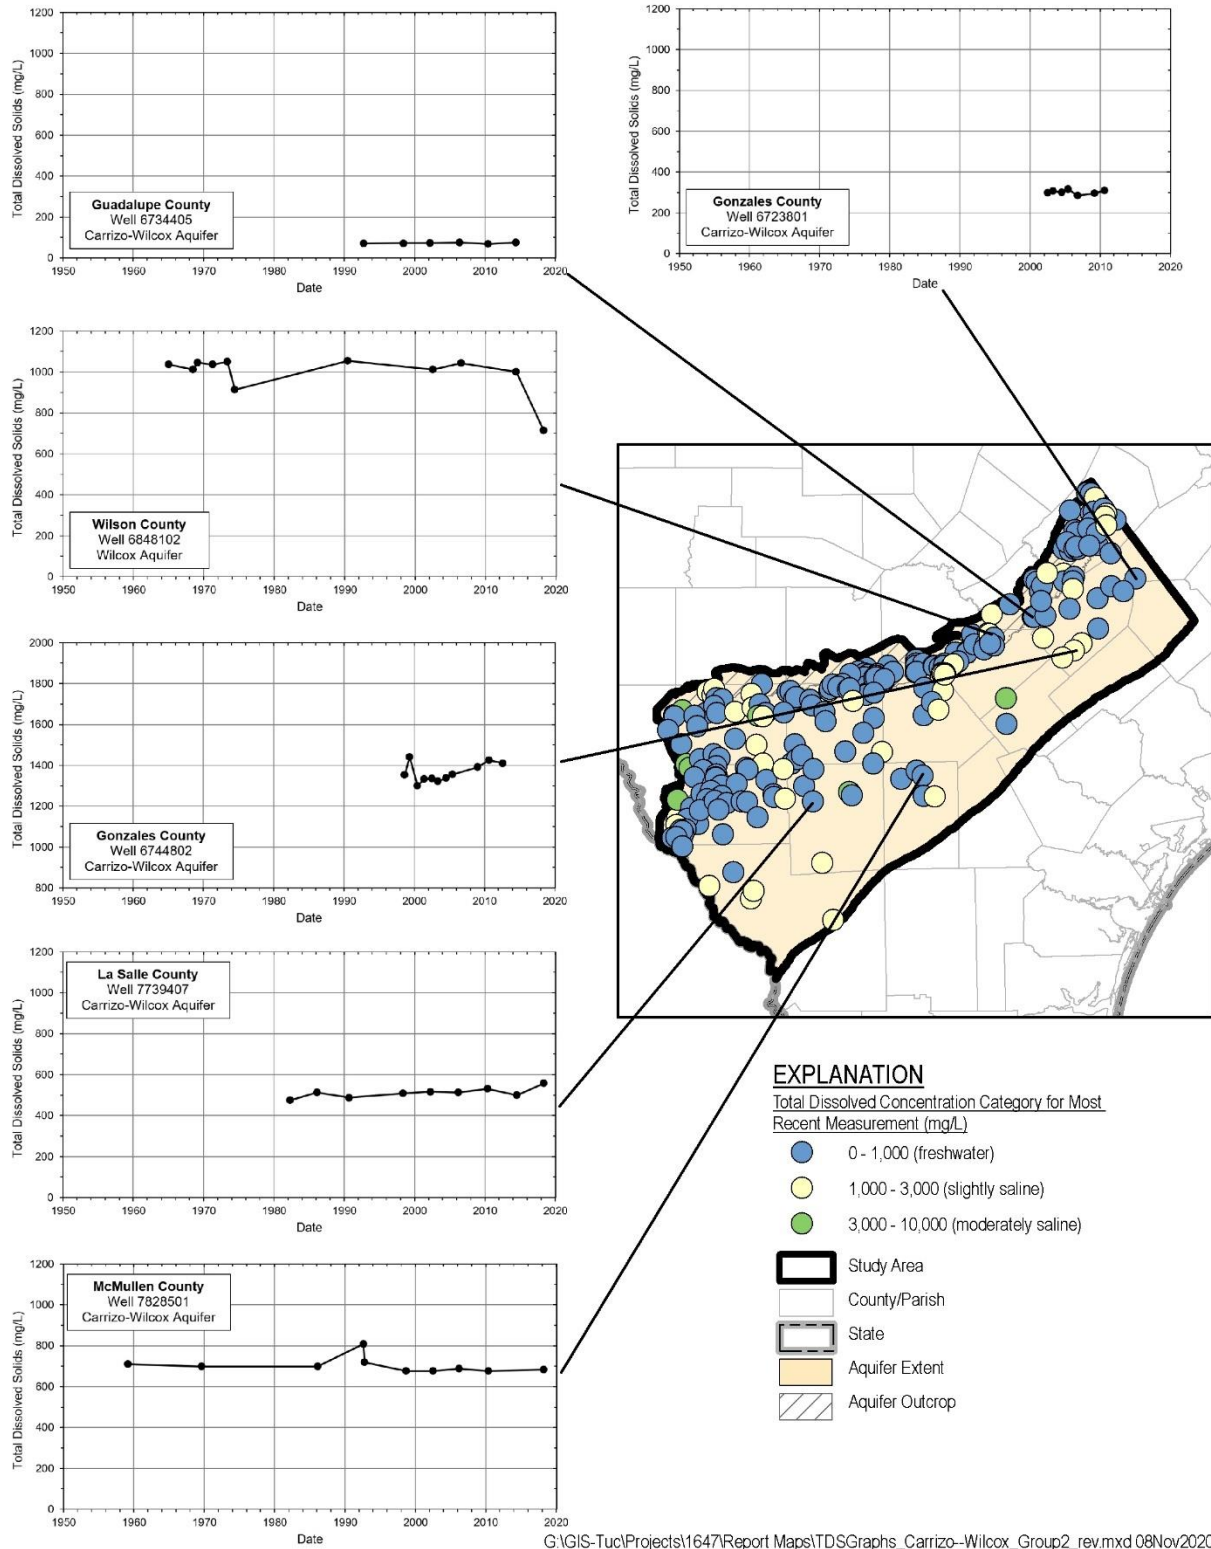 1200
1000
800
600
400
200
0
Total Dissolved Solids (mg/L)
Guadalupe County
Well 6734405
Carrizo-Wilcox Aquifer
1950 1960 1970 1980 1990 2000 2010 2020
Date
1200
1000
800
600
400
200
0
Total Dissolved Solids (mg/L)
Gonzales County
Well 6723801
Carrizo-Wilcox Aquifer
1950 1960 1970 1980 1990 2000 2010 2020
Date
1200
1000
800
600
400
200
0
Total Dissolved Solids (mg/L)
Wilson County
Well 6848102
Wilcox Aquifer
1950 1960 1970 1980 1990 2000 2010 2020
Date
2000
1800
1600
1400
1200
1000
800
Total Dissolved Solids (mg/L)
Gonzales County
Well 6744802
Carrizo-Wilcox Aquifer
1950 1960 1970 1980 1990 2000 2010 2020
Date
1200
1000
800
600
400
200
0
Total Dissolved Solids (mg/L)
La Salle County
Well 7739407
Carrizo-Wilcox Aquifer
1950 1960 1970 1980 1990 2000 2010 2020
Date
1200
1000
800
600
400
200
0
Total Dissolved Solids (mg/L)
McMullen County
Well 7828501
Carrizo-Wilcox Aquifer
1950 1960 1970 1980 1990 2000 2010 2020
Date
EXPLANATION
Total Dissolved Concentration Category for Most
Recent Measurement (mg/L)
0 - 1,000 (freshwater)
1,000 - 3,000 (slightly saline)
3,000 - 10,000 (moderately saline)
Study Area
County/Parish
State
Aquifer Extent
Aquifer Outcrop
G:\GIS-Tuc\Projects\1647\Report Maps\TDSGraphs_Carrizo--Wilcox_Group2_rev.mxd 08Nov2020